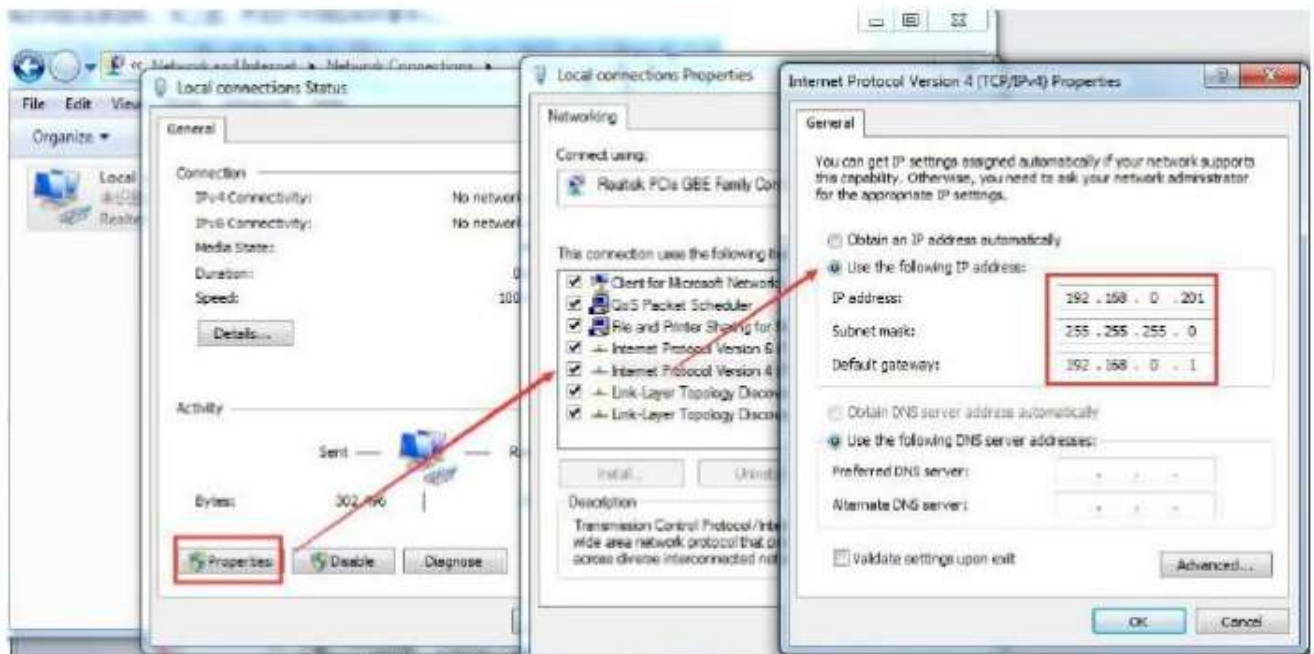 Network and Internet ▸ Network Connections ▸
File Edit View
Organize ▾
Local
Realtek
Local connections Status
General
Connection
IPv4 Connectivity: No network
IPv6 Connectivity: No network
Media State:
Duration:
Speed: 100
Details...
Activity
Sent
Bytes: 302,496
Properties Disable Diagnose
Local connections Properties
Networking
Connect using:
Realtek PCIe GBE Family Con
This connection uses the following
Client for Microsoft Network
QoS Packet Scheduler
File and Printer Sharing for
Internet Protocol Version 6
Internet Protocol Version 4
Link-Layer Topology Discov
Link-Layer Topology Discov
Install... Uninstal
Description
Transmission Control Protocol/Inte
wide area network protocol that
across diverse interconnected
Internet Protocol Version 4 (TCP/IPv4) Properties
General
You can get IP settings assigned automatically if your network supports
this capability. Otherwise, you need to ask your network administrator
for the appropriate IP settings.
Obtain an IP address automatically
Use the following IP address:
IP address: 192 . 168 . 0 . 201
Subnet mask: 255 . 255 . 255 . 0
Default gateway: 192 . 168 . 0 . 1
Obtain DNS server address automatically
Use the following DNS server addresses:
Preferred DNS server: . . .
Alternate DNS server: . . .
Validate settings upon exit
Advanced...
OK Cancel